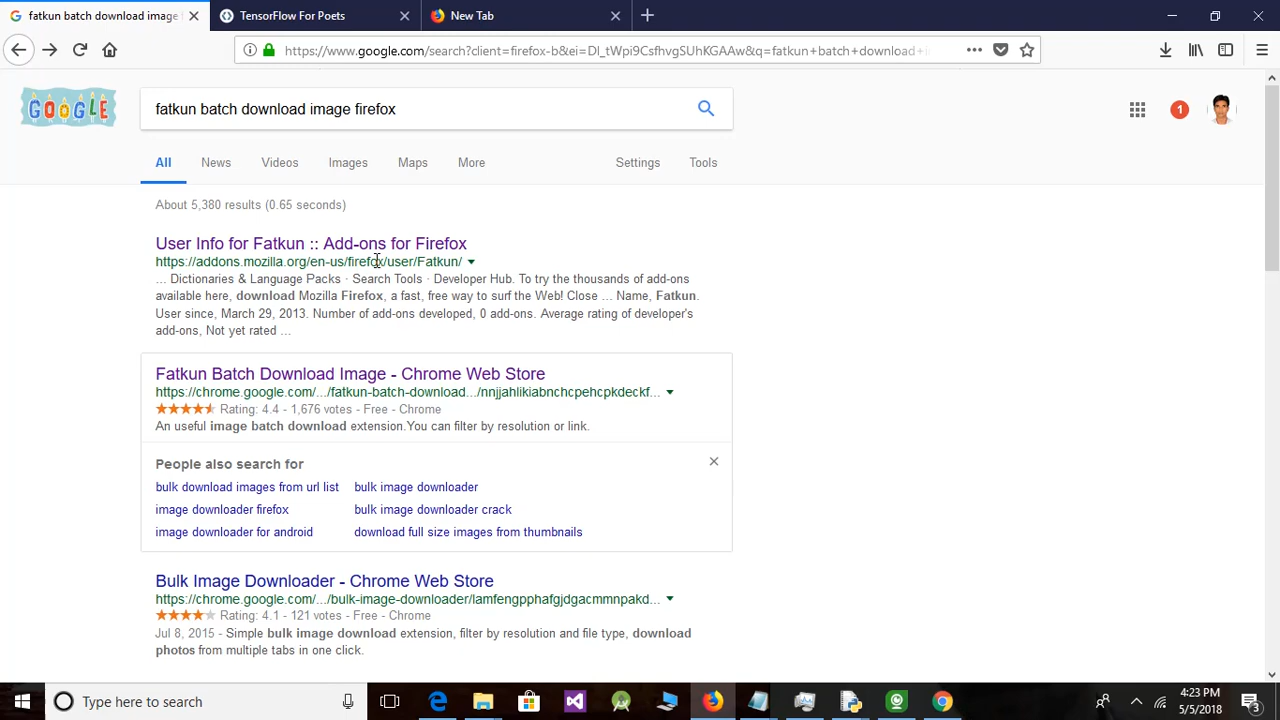 fatkun batch download image
TensorFlow For Poets
New Tab
https://www.google.com/search?client=firefox-b&ei=DI_tWpi9CsfhvgSUhKGAAw&q=fatkun+batch+download+
GOOGLE
fatkun batch download image firefox
1
All
News
Videos
Images
Maps
More
Settings
Tools
About 5,380 results (0.65 seconds)
User Info for Fatkun :: Add-ons for Firefox
https://addons.mozilla.org/en-us/firefox/user/Fatkun/
... Dictionaries & Language Packs · Search Tools · Developer Hub. To try the thousands of add-ons
available here, download Mozilla Firefox, a fast, free way to surf the Web! Close ... Name, Fatkun.
User since, March 29, 2013. Number of add-ons developed, 0 add-ons. Average rating of developer's
add-ons, Not yet rated ...
Fatkun Batch Download Image - Chrome Web Store
https://chrome.google.com/.../fatkun-batch-download.../nnjjahlikiabnchcpehcpkdeckf...
Rating: 4.4 - 1,676 votes - Free - Chrome
An useful image batch download extension.You can filter by resolution or link.
People also search for
bulk download images from url list
bulk image downloader
image downloader firefox
bulk image downloader crack
image downloader for android
download full size images from thumbnails
Bulk Image Downloader - Chrome Web Store
https://chrome.google.com/.../bulk-image-downloader/lamfengpphafgjdgacmmnpakd...
Rating: 4.1 - 121 votes - Free - Chrome
Jul 8, 2015 - Simple bulk image download extension, filter by resolution and file type, download
photos from multiple tabs in one click.
Type here to search
4:23 PM
5/5/2018
3